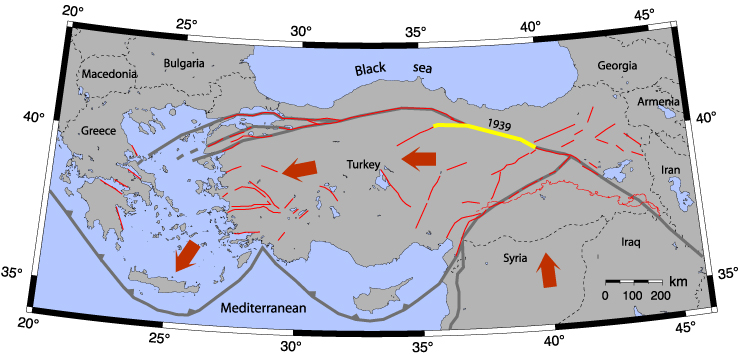 20°
25°
30°
35°
40°
45°
Bulgaria
Black sea
Georgia
Macedonia
Armenia
40°
40°
Greece
1939
Turkey
Iran
Iraq
Syria
35°
35°
km
0 100 200
Mediterranean
20°
25°
30°
35°
40°
45°